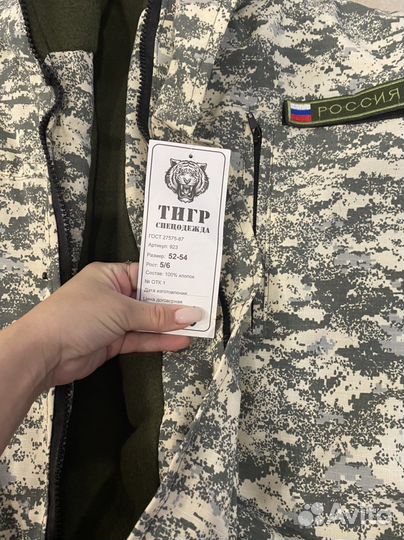 РОССИЯ
ТИГР
СПЕЦОДЕЖДА
ГОСТ 27575-87
Артикул: 923
Размер: 52-54
Рост: 5/6
Состав: 100% хлопок
№ ОТК 1
Дата изготовления
Цена договорная
Avito